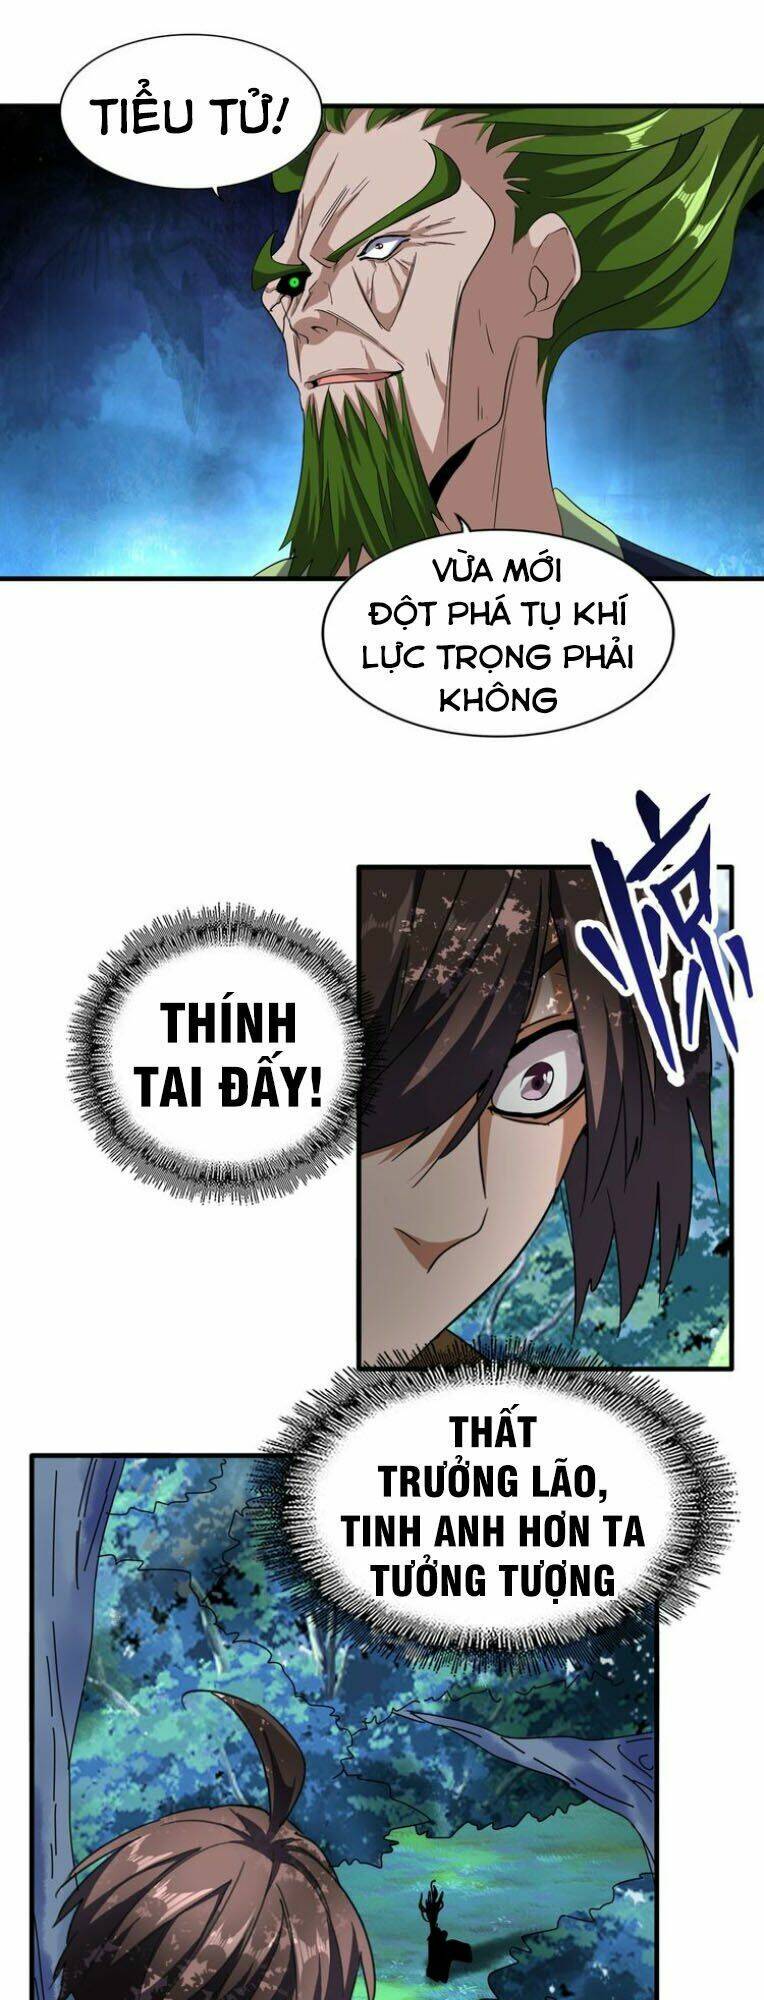 TIỂU TỬ!
VỪA MỚI
ĐỘT PHÁ TỤ KHÍ
LỰC TRỌNG PHẢI
KHÔNG
惊
THÍNH
TAI ĐẤY!
THẤT
TRƯỞNG LÃO,
TINH ANH HƠN TA
TƯỞNG TƯỢNG